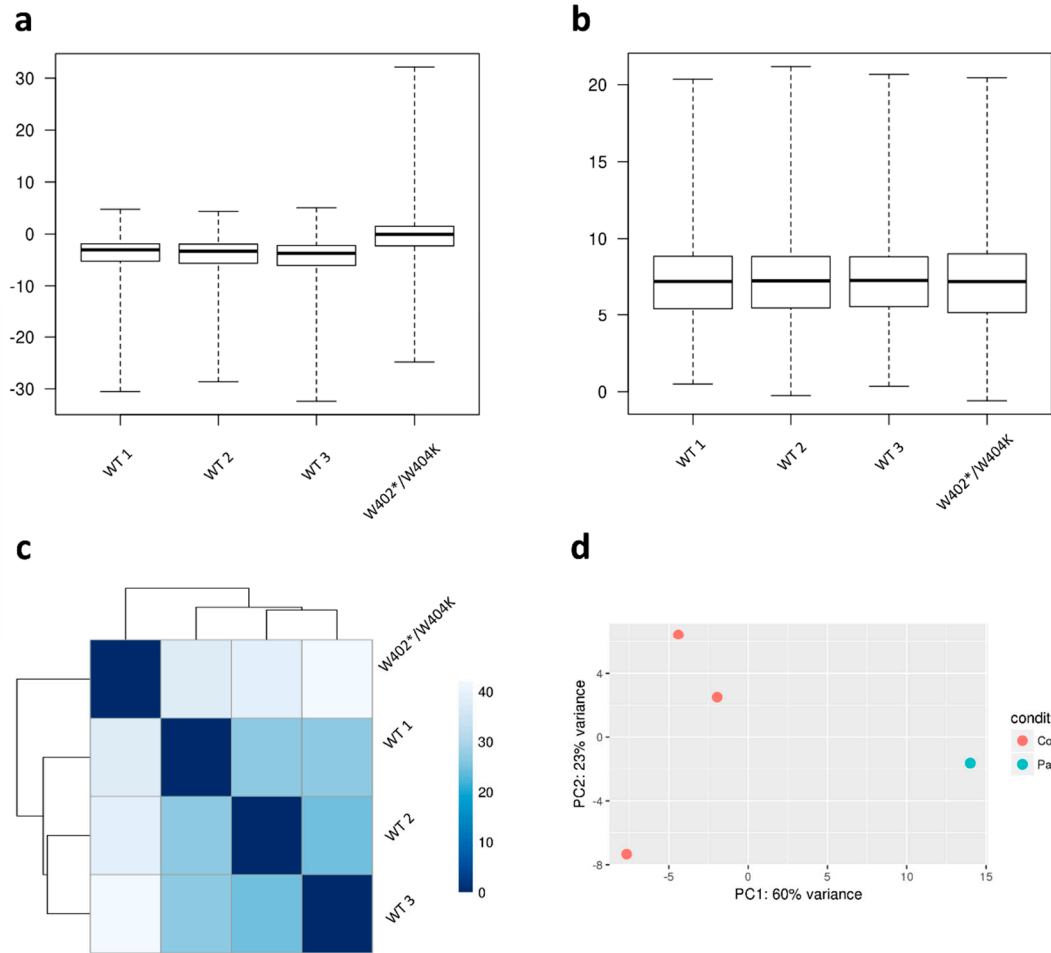 a
30
20
10
0
-10
-20
-30
WT 1
WT 2
WT 3
W402*/W404K
b
20
15
10
5
0
WT 1
WT 2
WT 3
W402*/W404K
c
W402*/W404K
WT 1
WT 2
WT 3
40
30
20
10
0
d
4
0
-4
-8
-5
0
5
10
15
PC2: 23% variance
PC1: 60% variance
condit
Co
Pa